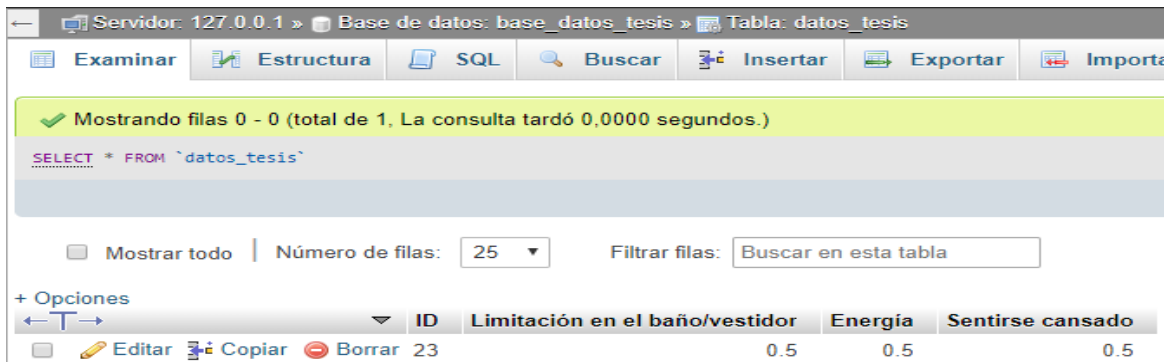 Servidor: 127.0.0.1 » Base de datos: base_datos_tesis » Tabla: datos_tesis
Examinar Estructura SQL Buscar Insertar Exportar Importa
Mostrando filas 0 - 0 (total de 1, La consulta tardó 0,0000 segundos.)
SELECT * FROM `datos_tesis`
Mostrar todo | Número de filas: 25 Filtrar filas: Buscar en esta tabla
+ Opciones
←T→ ID Limitación en el baño/vestidor Energía Sentirse cansado
Editar Copiar Borrar 23 0.5 0.5 0.5